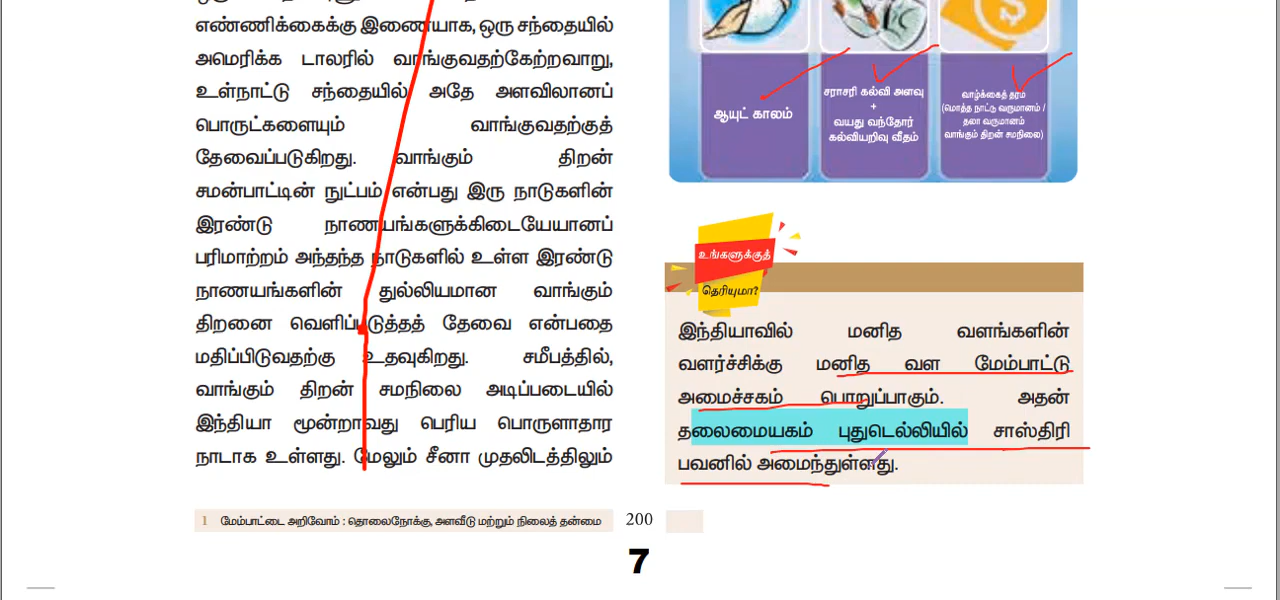 எண்ணிக்கைக்கு இணையாக, ஒரு சந்தையில்
அமெரிக்க டாலரில் வாங்குவதற்கேற்றவாறு,
உள்நாட்டு சந்தையில் அதே அளவிலானப்
பொருட்களையும் வாங்குவதற்குத்
தேவைப்படுகிறது. வாங்கும் திறன்
சமன்பாட்டின் நுட்பம் என்பது இரு நாடுகளின்
இரண்டு நாணயங்களுக்கிடையேயானப்
பரிமாற்றம் அந்தந்த நாடுகளில் உள்ள இரண்டு
நாணயங்களின் துல்லியமான வாங்கும்
திறனை வெளிப்படுத்தத் தேவை என்பதை
மதிப்பிடுவதற்கு உதவுகிறது. சமீபத்தில்,
வாங்கும் திறன் சமநிலை அடிப்படையில்
இந்தியா மூன்றாவது பெரிய பொருளாதார
நாடாக உள்ளது. மேலும் சீனா முதலிடத்திலும்
ஆயுட் காலம்
சராசரி கல்வி அளவு
+
வயது வந்தோர்
கல்வியறிவு வீதம்
வாழ்க்கைத் தரம்
(மொத்த நாட்டு வருமானம் /
தலா வருமானம்
வாங்கும் திறன் சமநிலை)
உங்களுக்குத்
தெரியுமா?
இந்தியாவில் மனித வளங்களின்
வளர்ச்சிக்கு மனித வள மேம்பாட்டு
அமைச்சகம் பொறுப்பாகும். அதன்
தலைமையகம் புதுடெல்லியில் சாஸ்திரி
பவனில் அமைந்துள்ளது.
1 மேம்பாட்டை அறிவோம் : தொலைநோக்கு, அளவீடு மற்றும் நிலைத் தன்மை
200
7